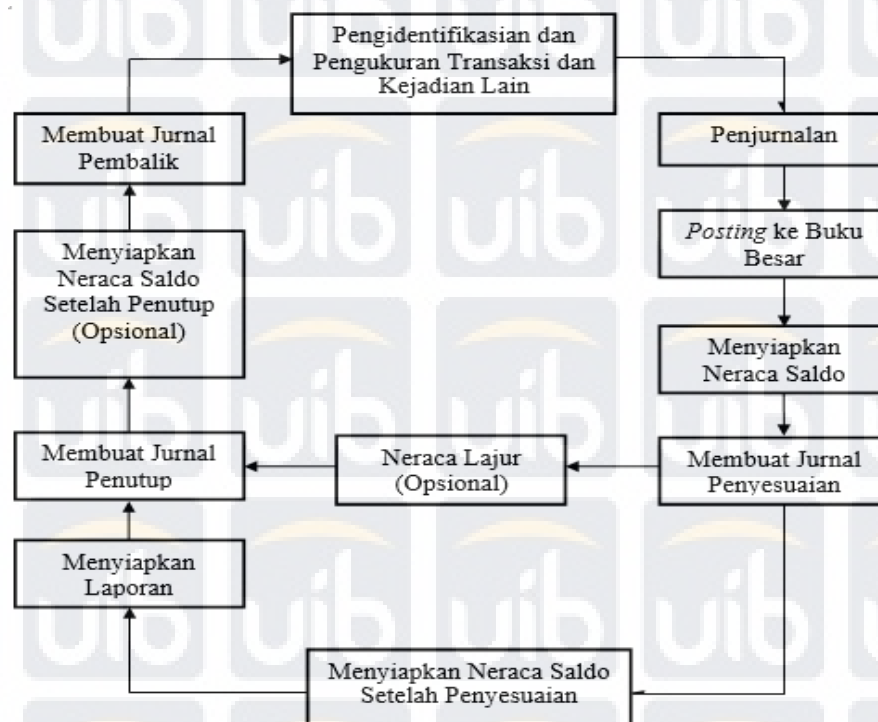 Pengidentifikasian dan
Pengukuran Transaksi dan
Kejadian Lain
Penjurnalan
Posting ke Buku
Besar
Menyiapkan
Neraca Saldo
Membuat Jurnal
Penyesuaian
Neraca Lajur
(Opsional)
Menyiapkan Neraca Saldo
Setelah Penyesuaian
Menyiapkan
Laporan
Membuat Jurnal
Penutup
Menyiapkan
Neraca Saldo
Setelah Penutup
(Opsional)
Membuat Jurnal
Pembalik
uib